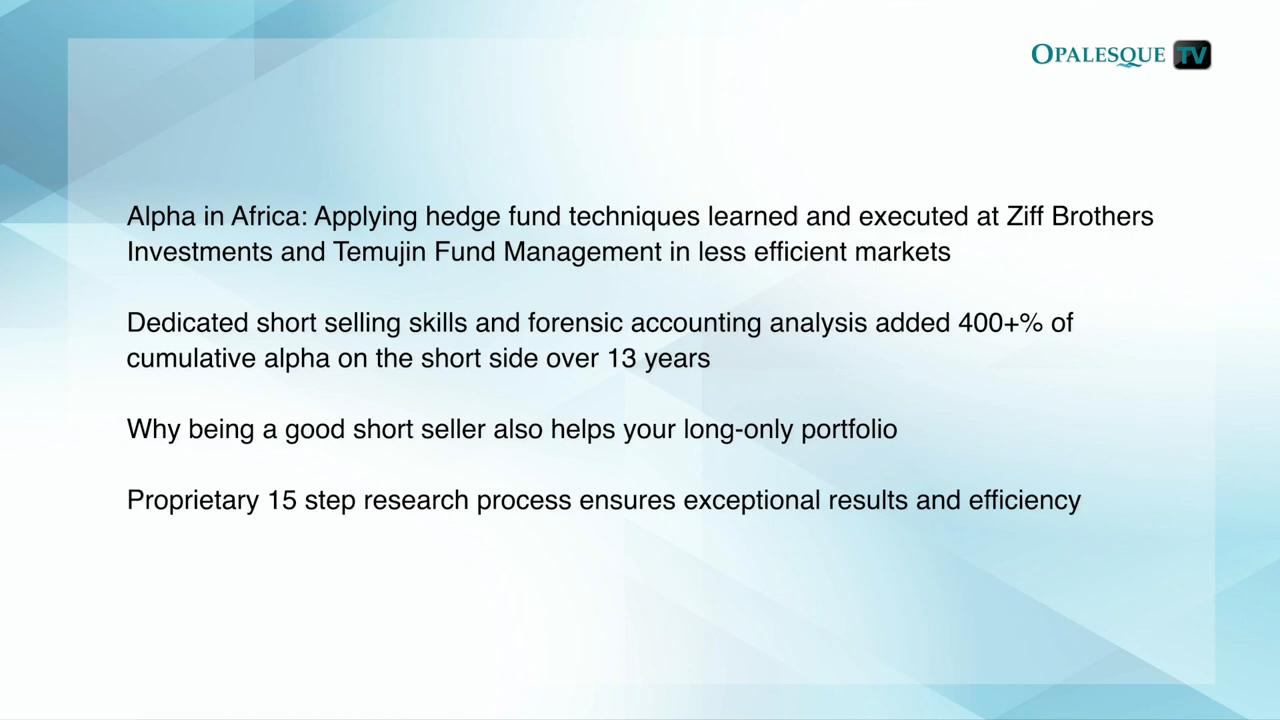 OPALESQUE TV
Alpha in Africa: Applying hedge fund techniques learned and executed at Ziff Brothers
Investments and Temujin Fund Management in less efficient markets
Dedicated short selling skills and forensic accounting analysis added 400+% of
cumulative alpha on the short side over 13 years
Why being a good short seller also helps your long-only portfolio
Proprietary 15 step research process ensures exceptional results and efficiency